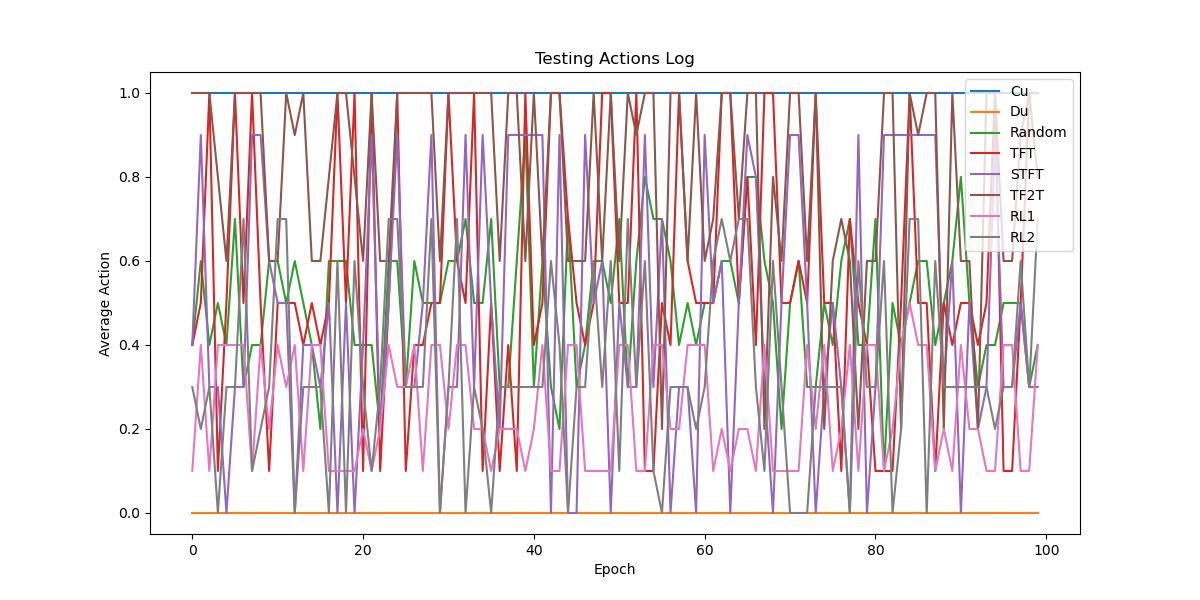 Testing Actions Log
Average Action
1.0
0.8
0.6
0.4
0.2
0.0
0
20
40
60
80
100
Epoch
Cu
Du
Random
TFT
STFT
TF2T
RL1
RL2